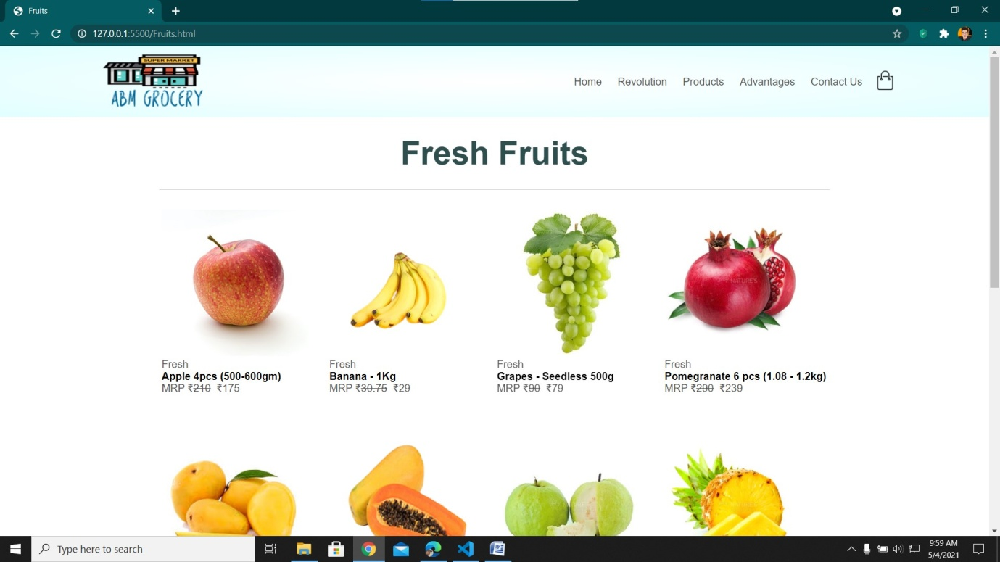 Fruits
127.0.0.1:5500/Fruits.html
SUPER MARKET
ABM GROCERY
Home Revolution Products Advantages Contact Us
Fresh Fruits
NATURE'S
Fresh Fresh Fresh Fresh
Apple 4pcs (500-600gm) Banana - 1Kg Grapes - Seedless 500g Pomegranate 6 pcs (1.08 - 1.2kg)
MRP ₹210 ₹175 MRP ₹30.75 ₹29 MRP ₹90 ₹79 MRP ₹290 ₹239
Type here to search
9:59 AM
5/4/2021